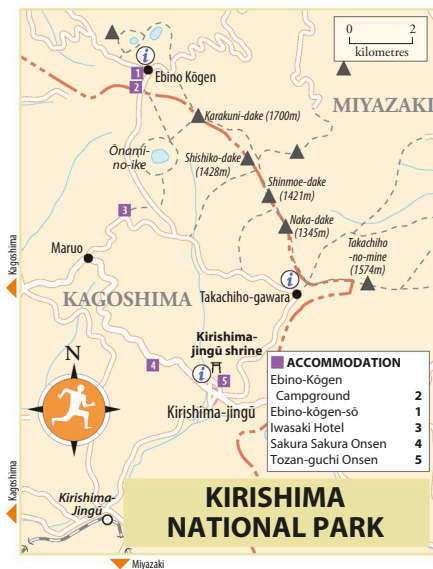 0 2
kilometres
i
1
2
Ebino Kōgen
MIYAZAKI
Karakuni-dake (1700m)
Ōnami-
no-ike
Shishiko-dake
(1428m)
Shinmoe-dake
(1421m)
3
Naka-dake
(1345m)
Takachiho
-no-mine
(1574m)
Maruo
Kagoshima
KAGOSHIMA
i
Takachiho-gawara
Kirishima-
jingū shrine
N
4
i
5
Kirishima-jingū
ACCOMMODATION
Ebino-Kōgen
Campground 2
Ebino-kōgen-sō 1
Iwasaki Hotel 3
Sakura Sakura Onsen 4
Tozan-guchi Onsen 5
Kagoshima
Kirishima-
Jingū
KIRISHIMA
NATIONAL PARK
Miyazaki